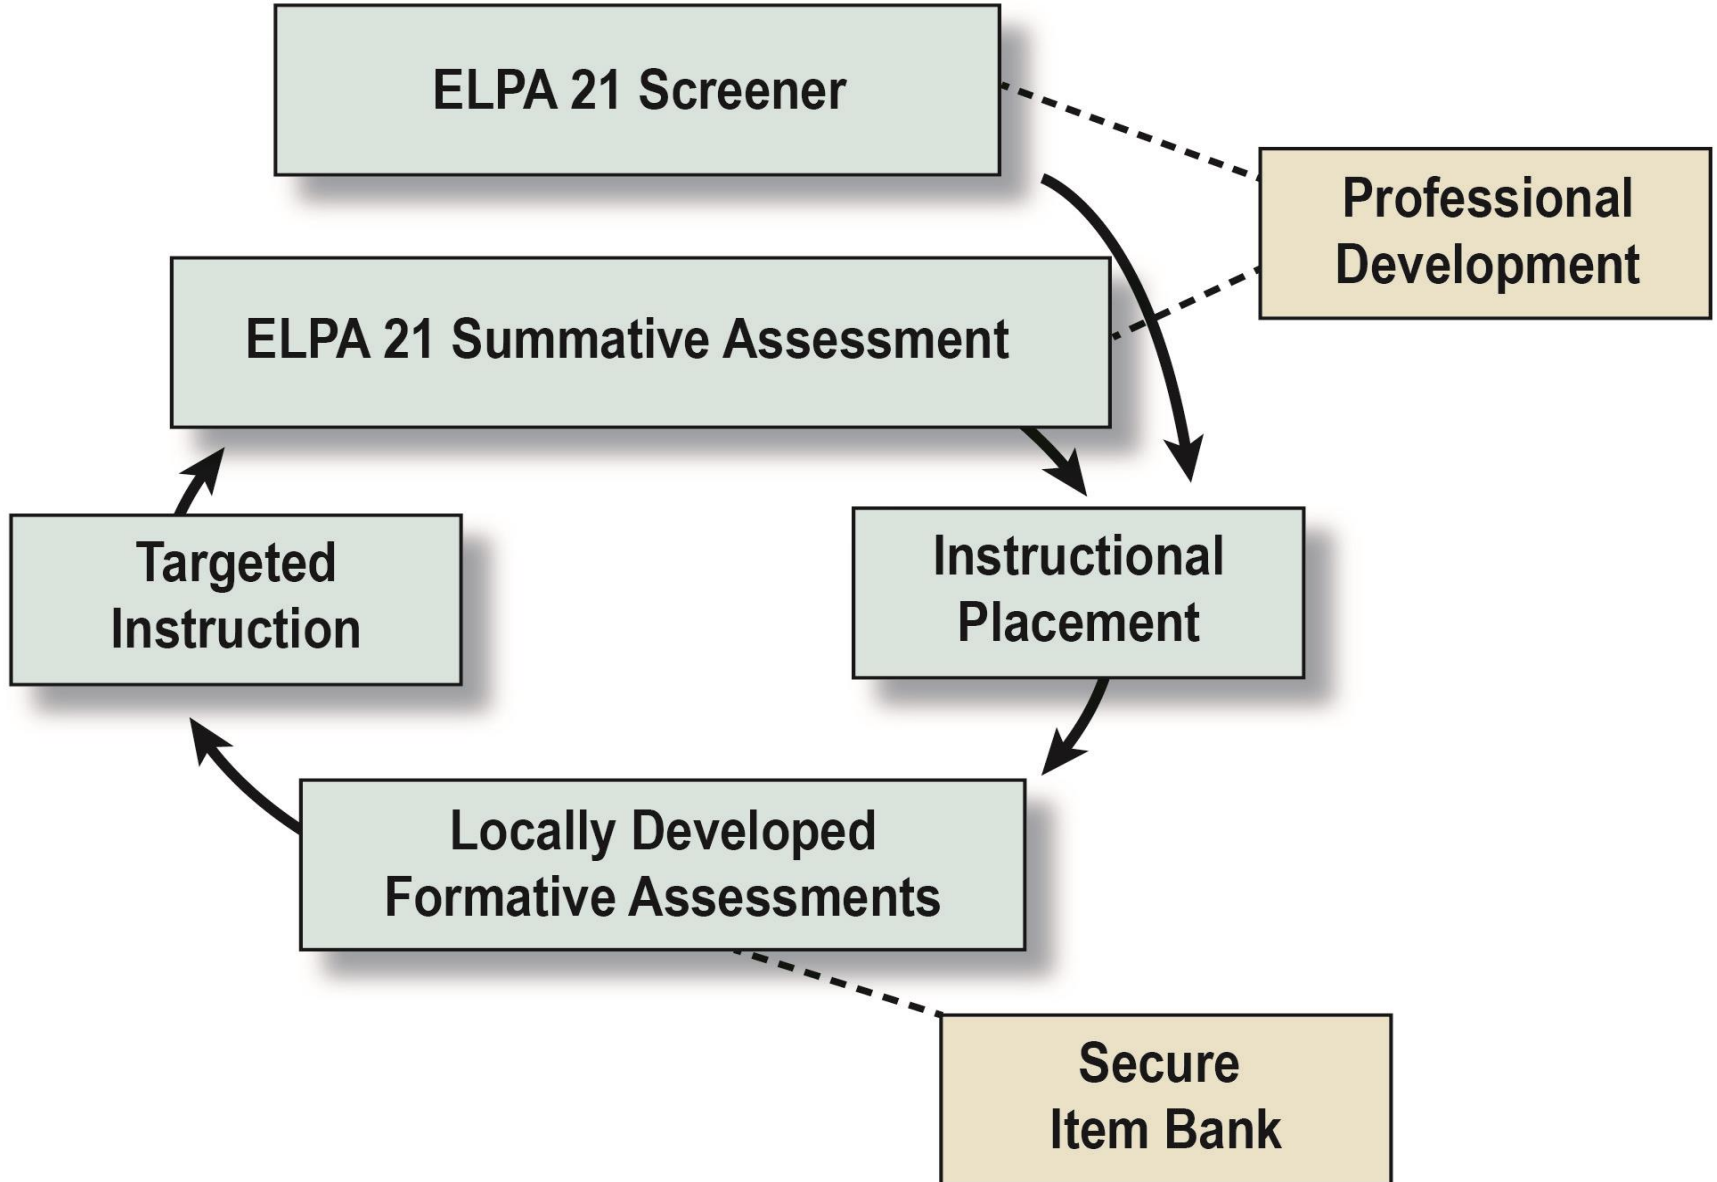 ELPA 21 Screener
Professional
Development
ELPA 21 Summative Assessment
Targeted
Instruction
Instructional
Placement
Locally Developed
Formative Assessments
Secure
Item Bank